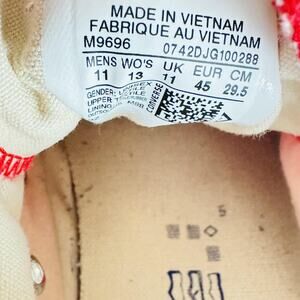 MADE IN VIETNAM
FABRIQUE AU VIETNAM
M9696 0742DJG100288
MENS WO'S UK EUR CM
11 13 11 45 29.5
GENDER: UNISEX
UPPER: TEXTILE
CONVERSE
5